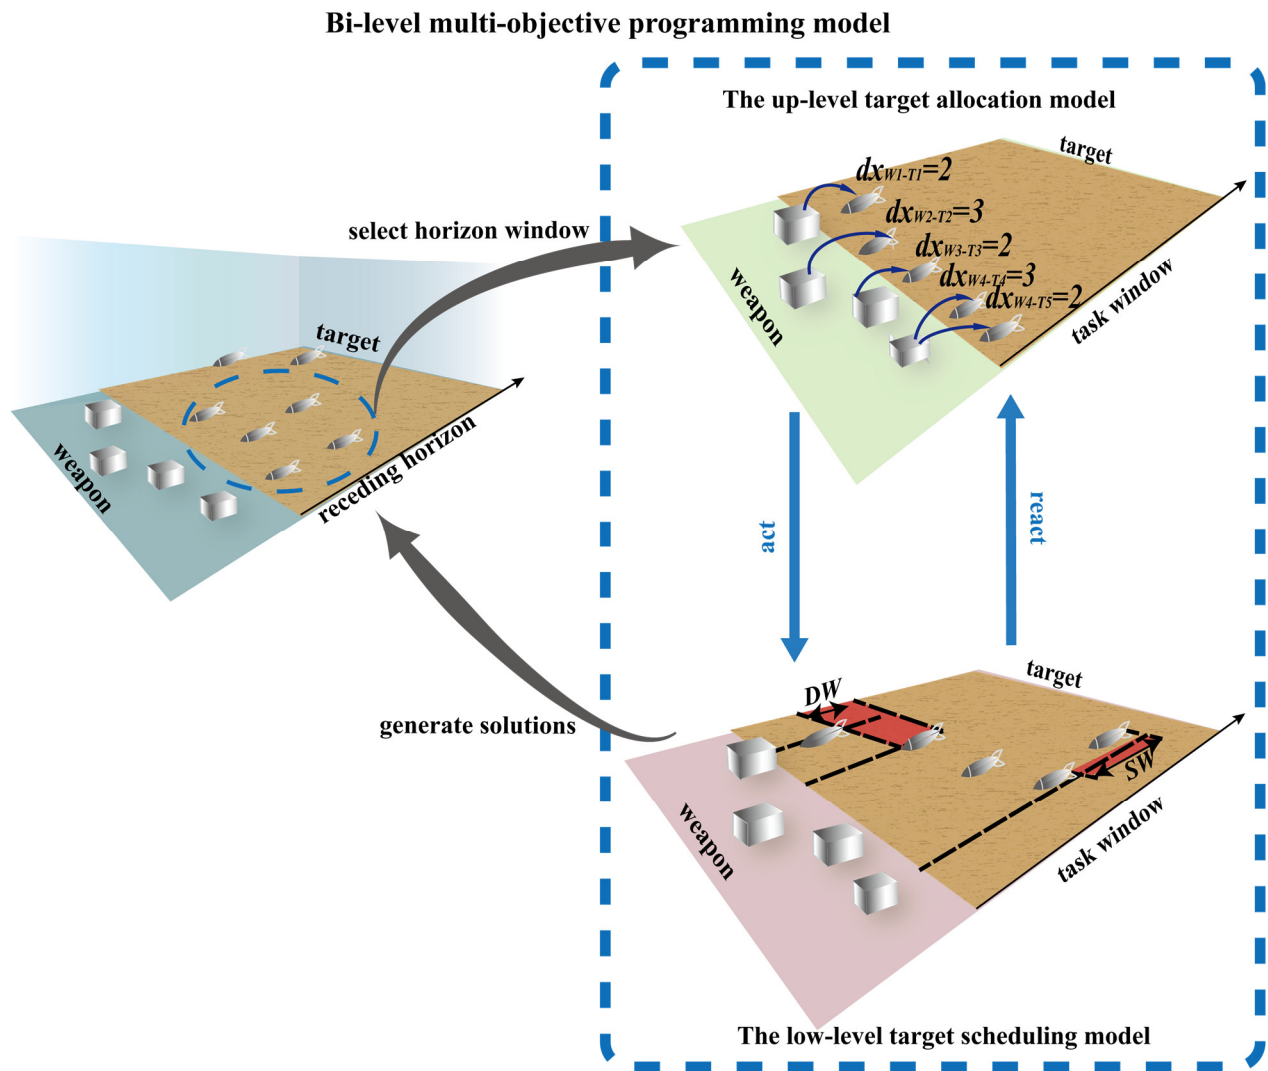 Bi-level multi-objective programming model
The up-level target allocation model
target
dxW1-T1=2
dxW2-T2=3
dxW3-T3=2
dxW4-T4=3
dxW4-T5=2
weapon
task window
select horizon window
target
weapon
receding horizon
act
react
generate solutions
target
DW
SW
weapon
task window
The low-level target scheduling model